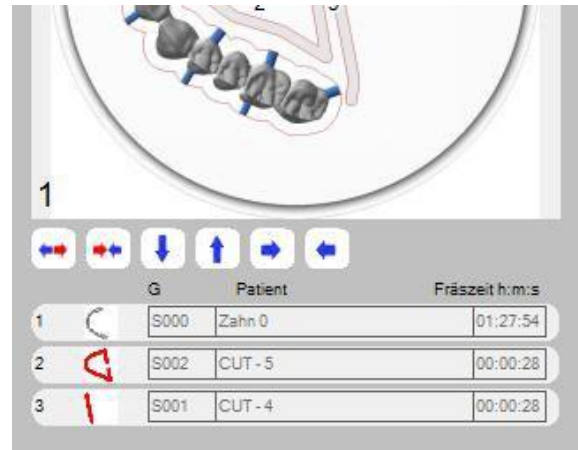 2 3
1
G Patient Fräszeit h:m:s
1 S000 Zahn 0 01:27:54
2 S002 CUT - 5 00:00:28
3 S001 CUT - 4 00:00:28